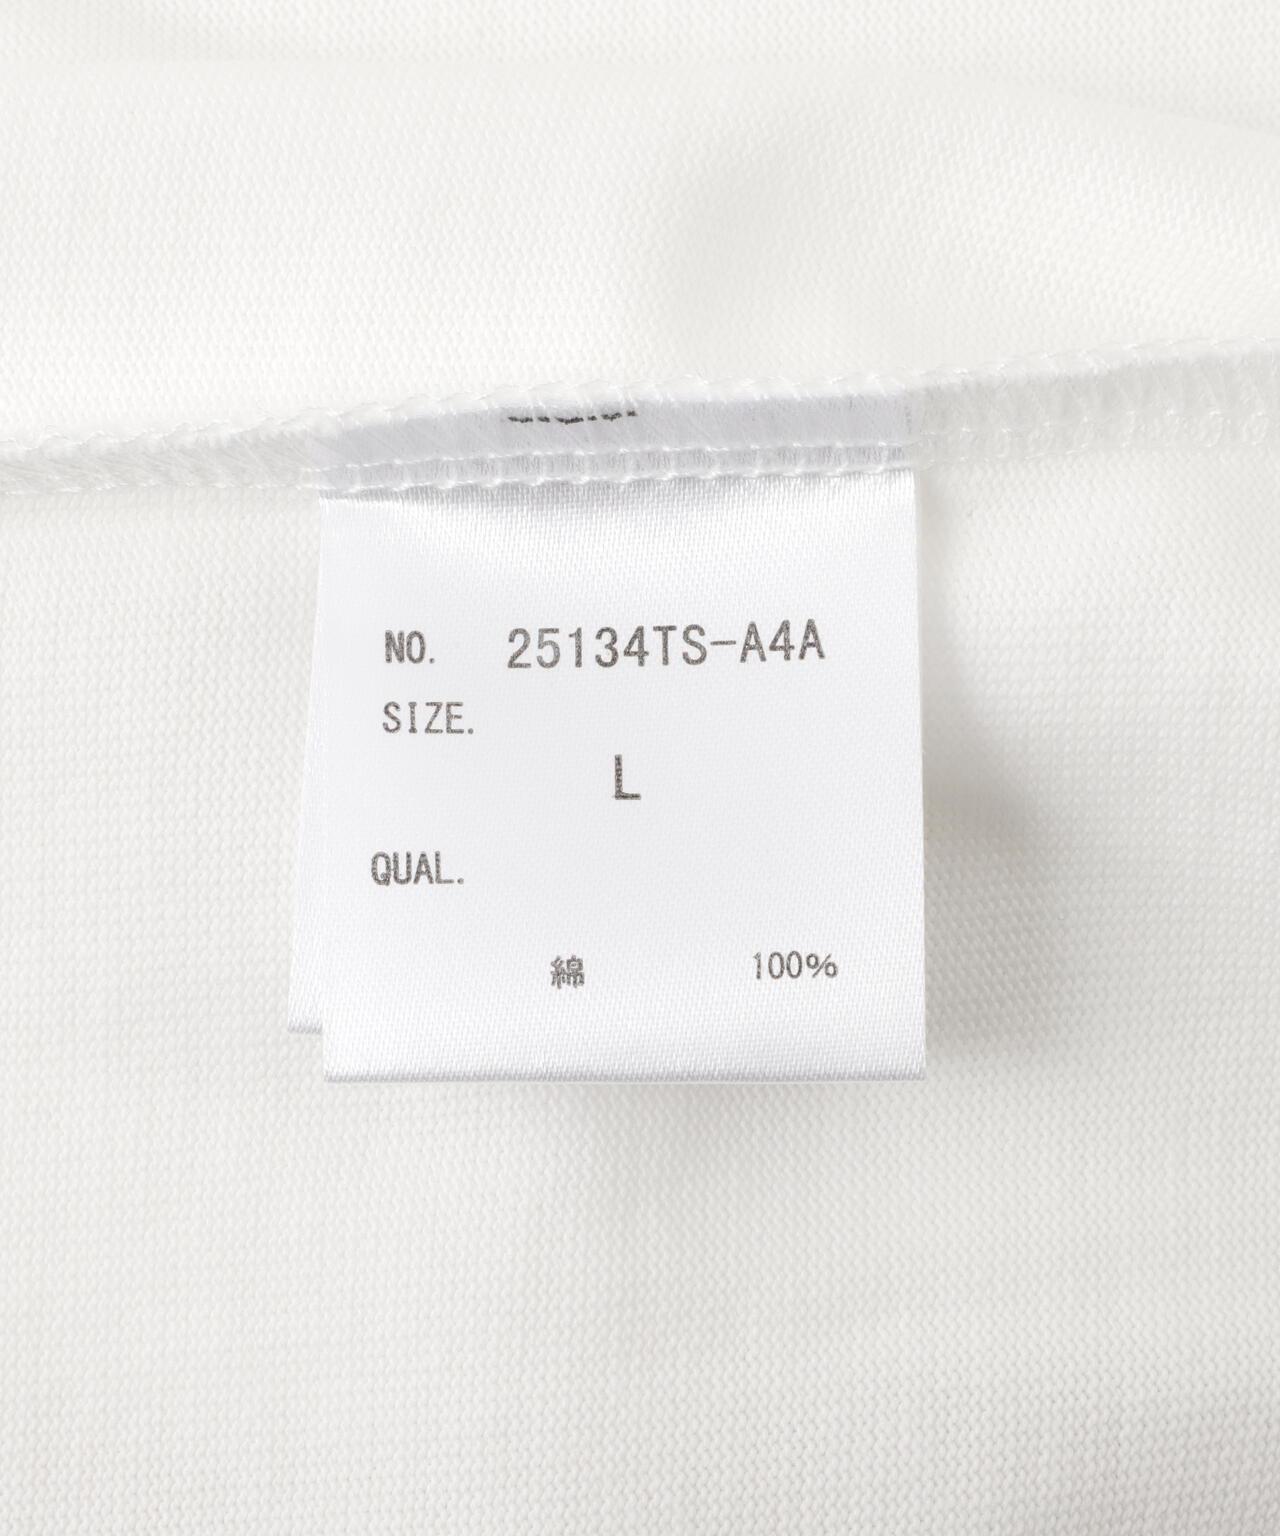 NO. 25134TS-A4A
SIZE.
L
QUAL.
綿 100%